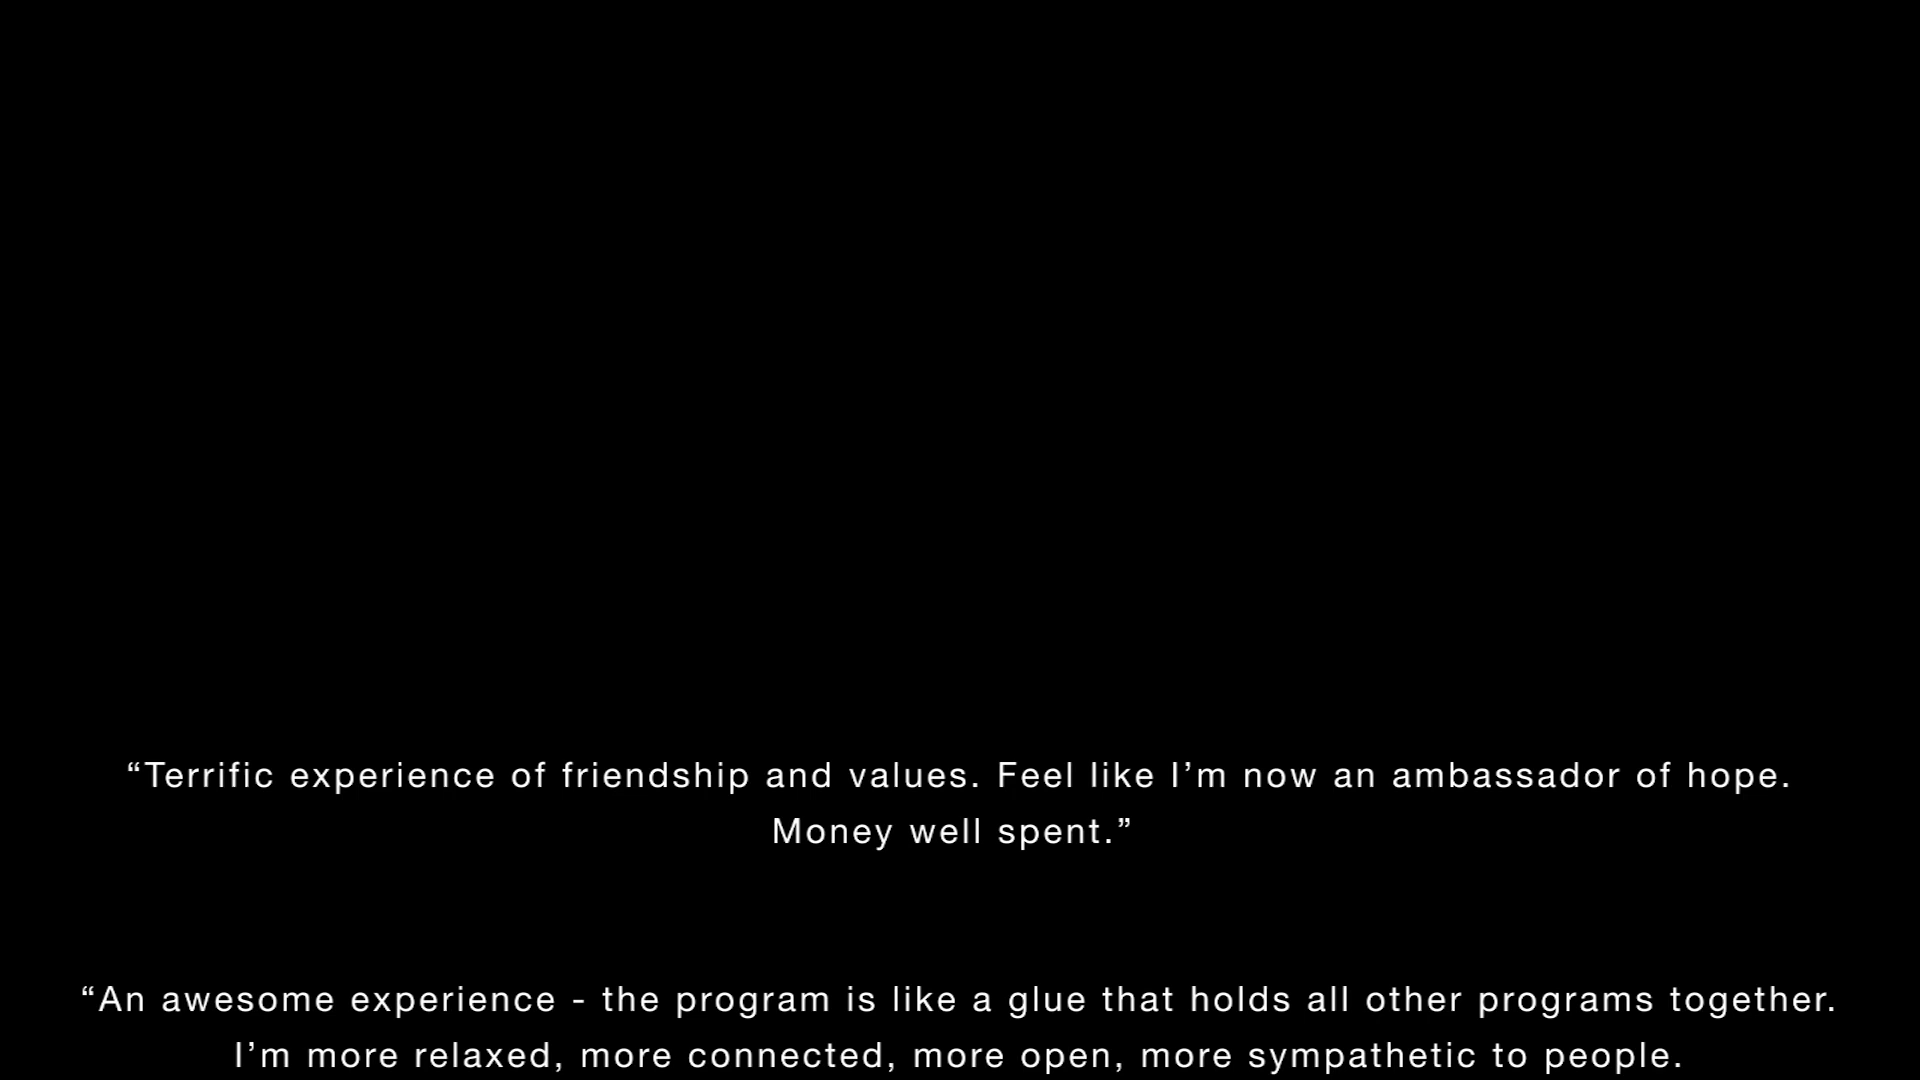 “Terrific experience of friendship and values. Feel like I’m now an ambassador of hope.
Money well spent.”
“An awesome experience - the program is like a glue that holds all other programs together.
I’m more relaxed, more connected, more open, more sympathetic to people.